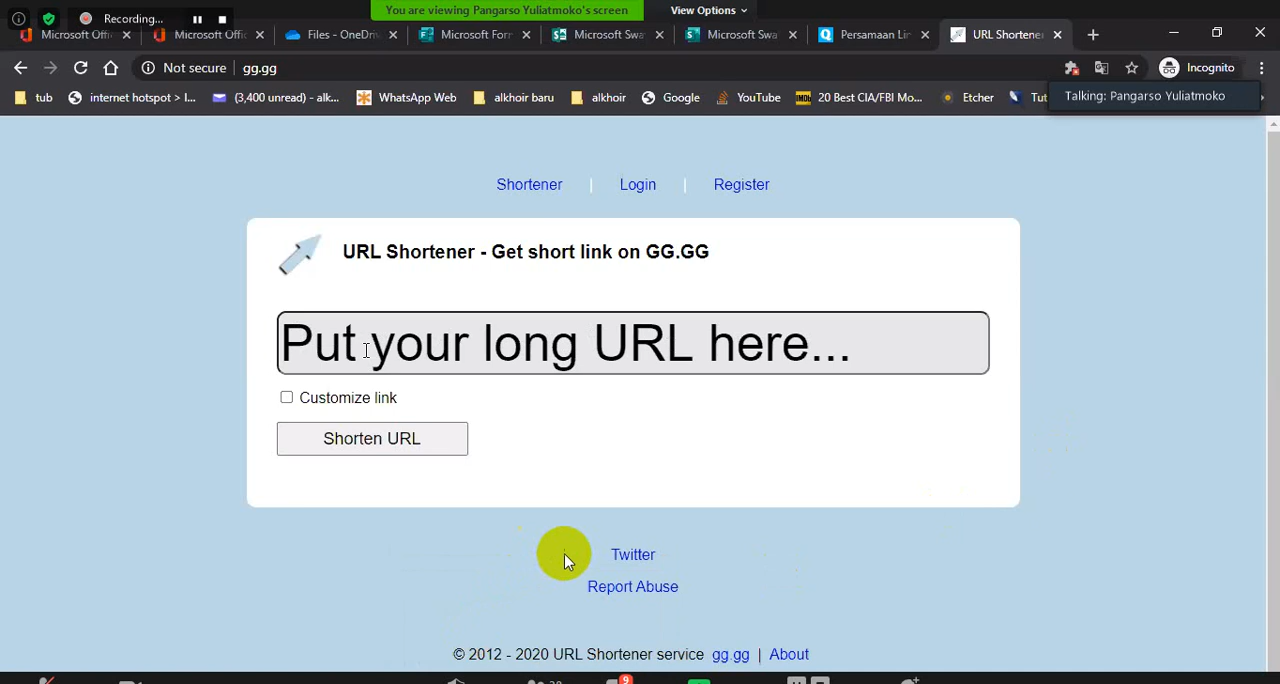 Recording...
You are viewing Pangarso Yuliatmoko's screen
View Options
Microsoft Offi
Microsoft Offic
Files - OneDriv
Microsoft Form
Microsoft Swa
Microsoft Swa
Persamaan Lin
URL Shortener
Not secure
gg.gg
Incognito
tub
internet hotspot > I...
(3,400 unread) - alk...
WhatsApp Web
alkhoir baru
alkhoir
Google
YouTube
20 Best CIA/FBI Mo...
Etcher
Tut
Talking: Pangarso Yuliatmoko
Shortener | Login | Register
URL Shortener - Get short link on GG.GG
Put your long URL here...
Customize link
Shorten URL
Twitter
Report Abuse
© 2012 - 2020 URL Shortener service gg.gg | About
9